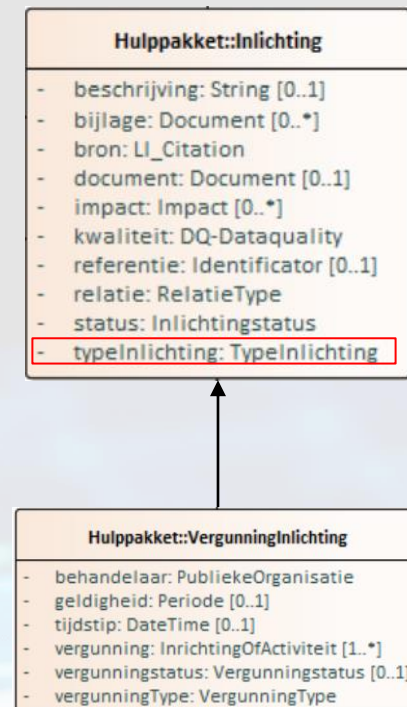 Hulppakket::Inlichting
- beschrijving: String [0..1]
- bijlage: Document [0..*]
- bron: LI_Citation
- document: Document [0..1]
- impact: Impact [0..*]
- kwaliteit: DQ-Dataquality
- referentie: Identificator [0..1]
- relatie: RelatieType
- status: Inlichtingstatus
- typeInlichting: TypeInlichting
Hulppakket::VergunningInlichting
- behandelaar: PubliekeOrganisatie
- geldigheid: Periode [0..1]
- tijdstip: DateTime [0..1]
- vergunning: InrichtingOfActiviteit [1..*]
- vergunningstatus: Vergunningstatus [0..1]
- vergunningType: VergunningType